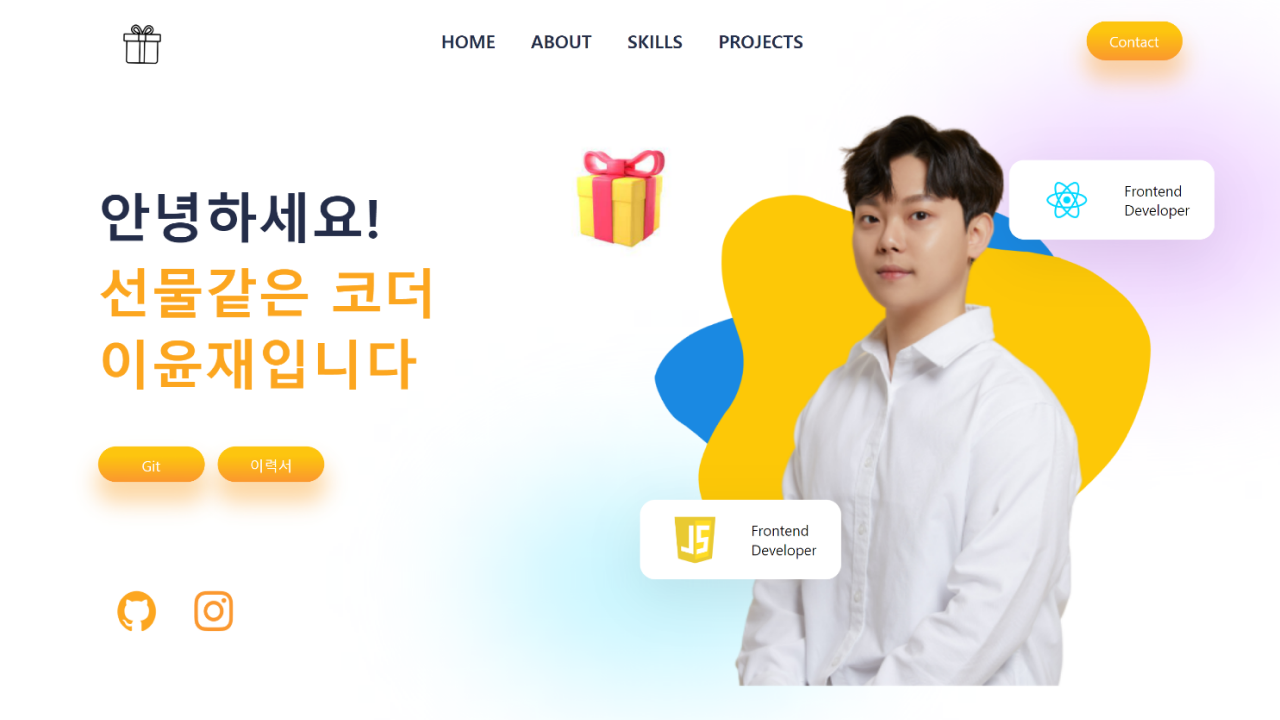 HOME ABOUT SKILLS PROJECTS
Contact
안녕하세요!
선물같은 코더
이윤재입니다
Git
이력서
Frontend
Developer
JS
Frontend
Developer